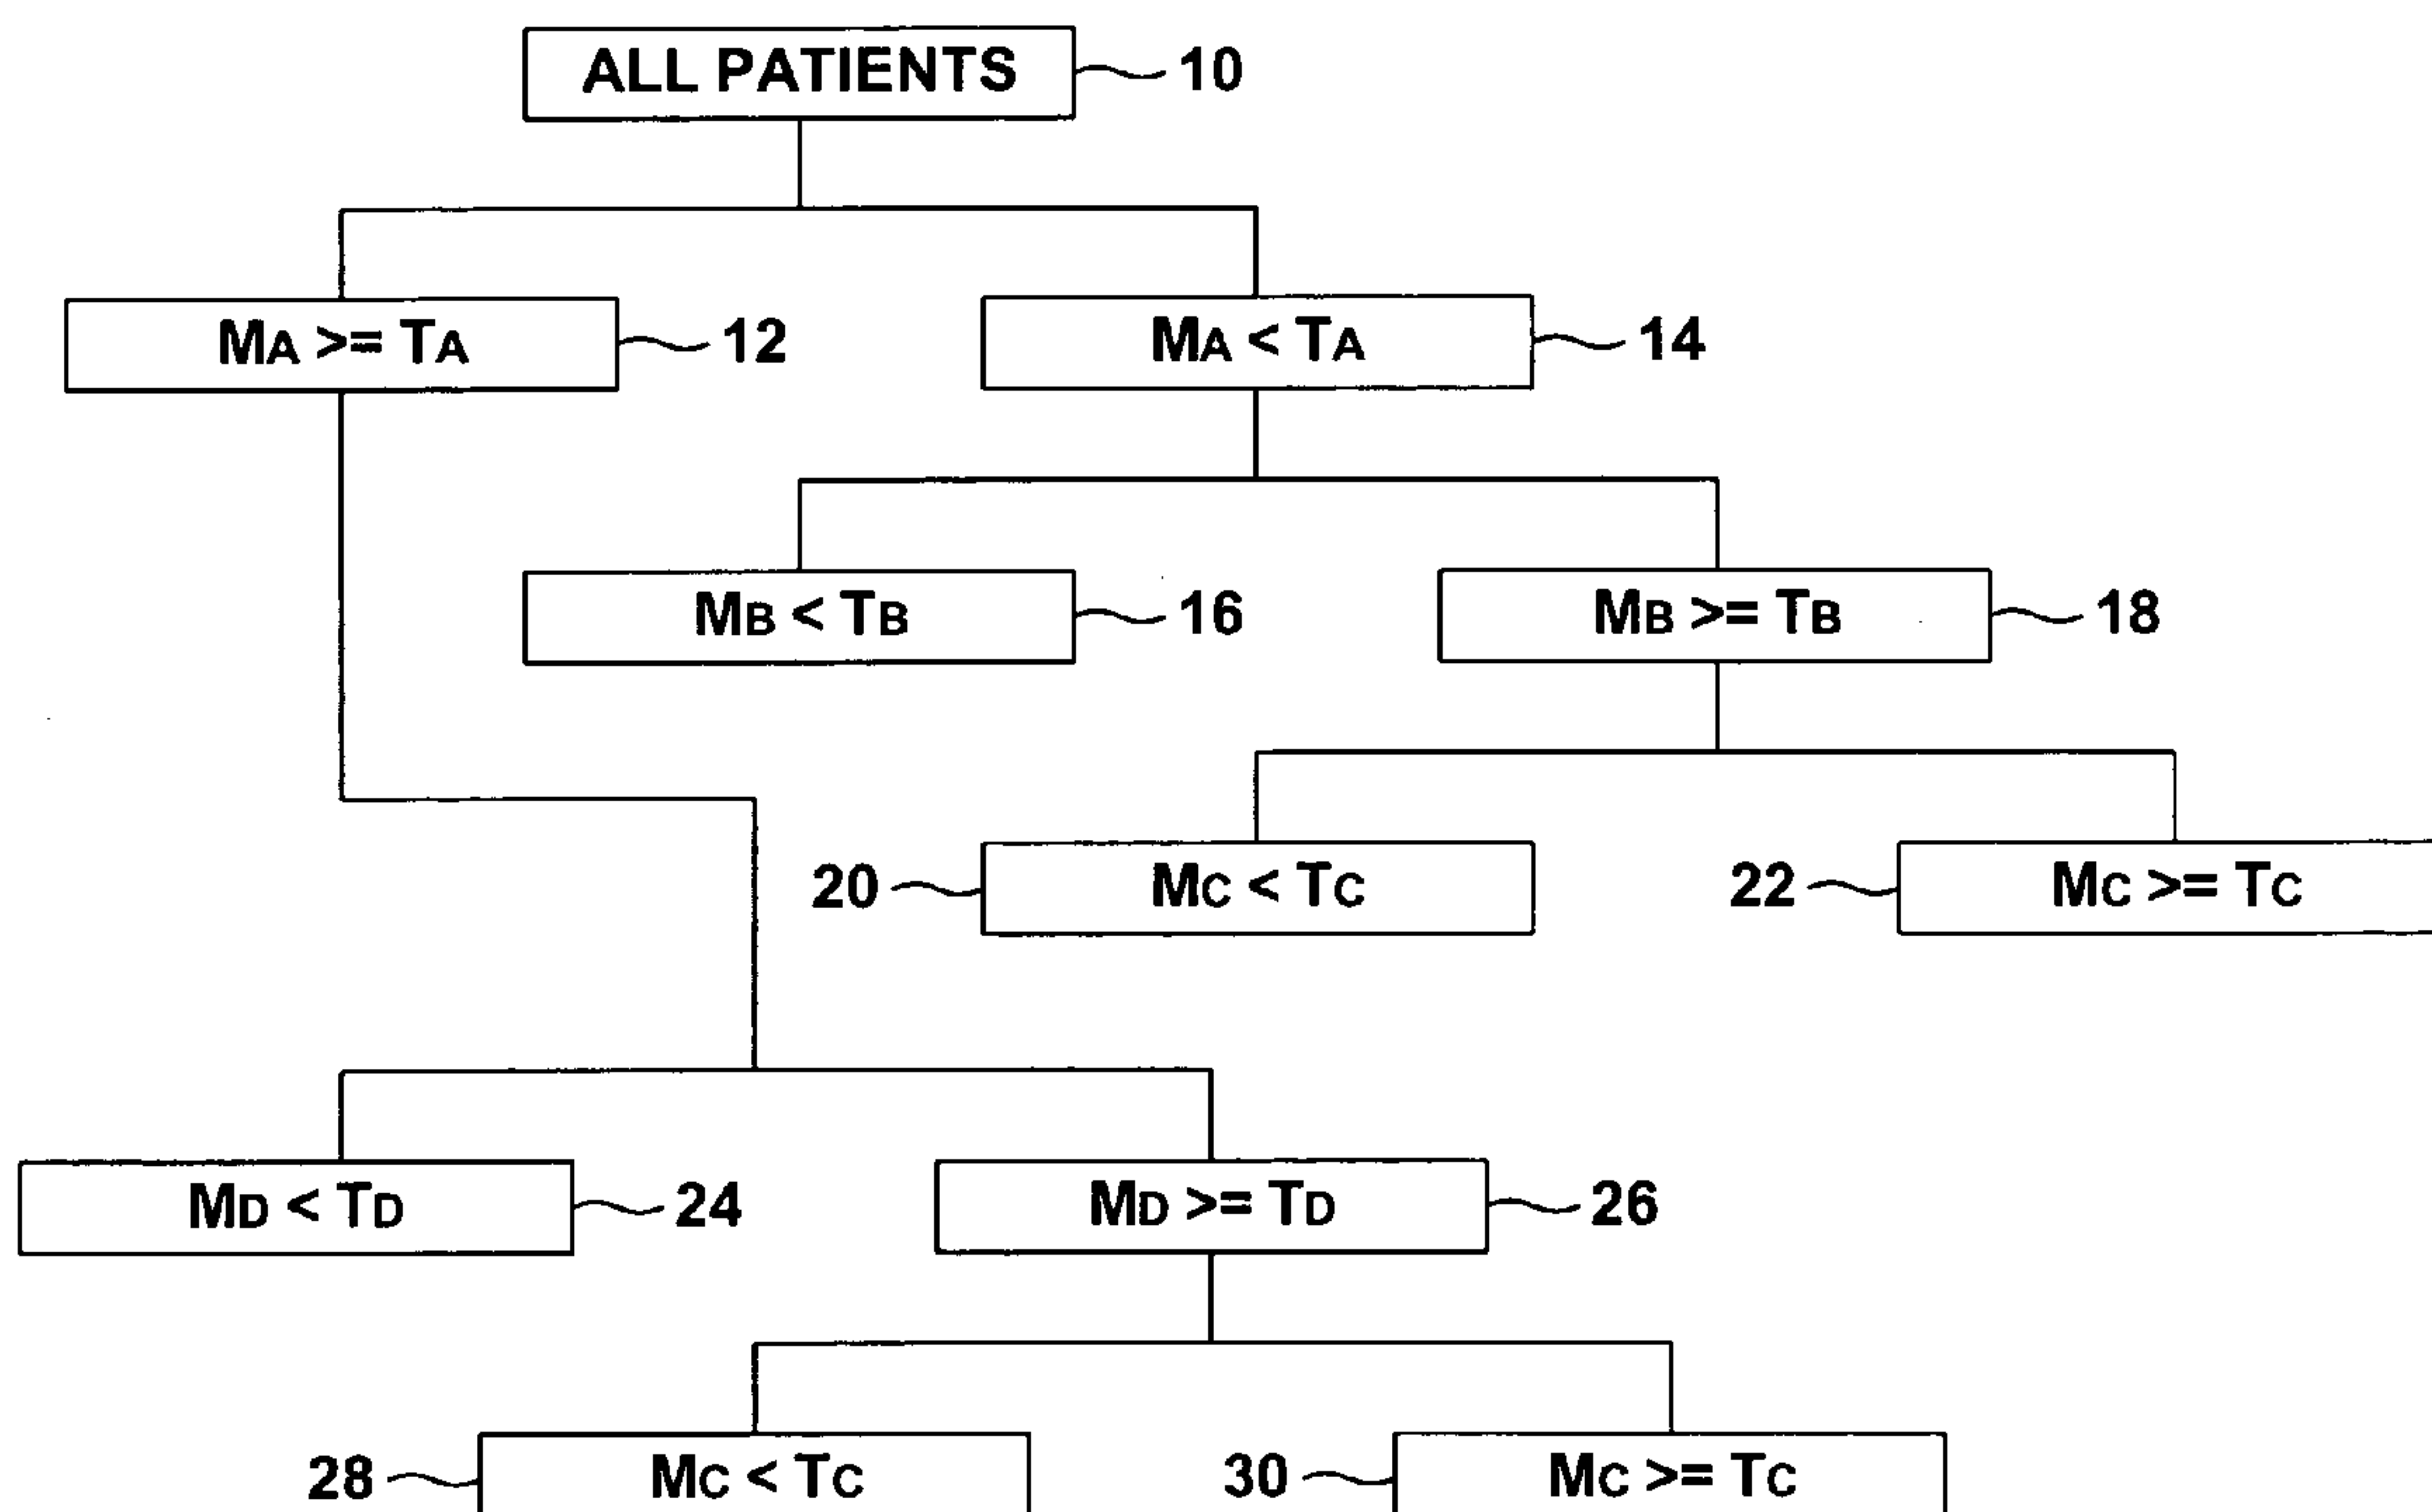 ALL PATIENTS 10
MA >= TA 12 MA < TA 14
MB < TB 16 MB >= TB 18
20 MC < TC 22 MC >= TC
MD < TD 24 MD >= TD 26
28 MC < TC 30 MC >= TC